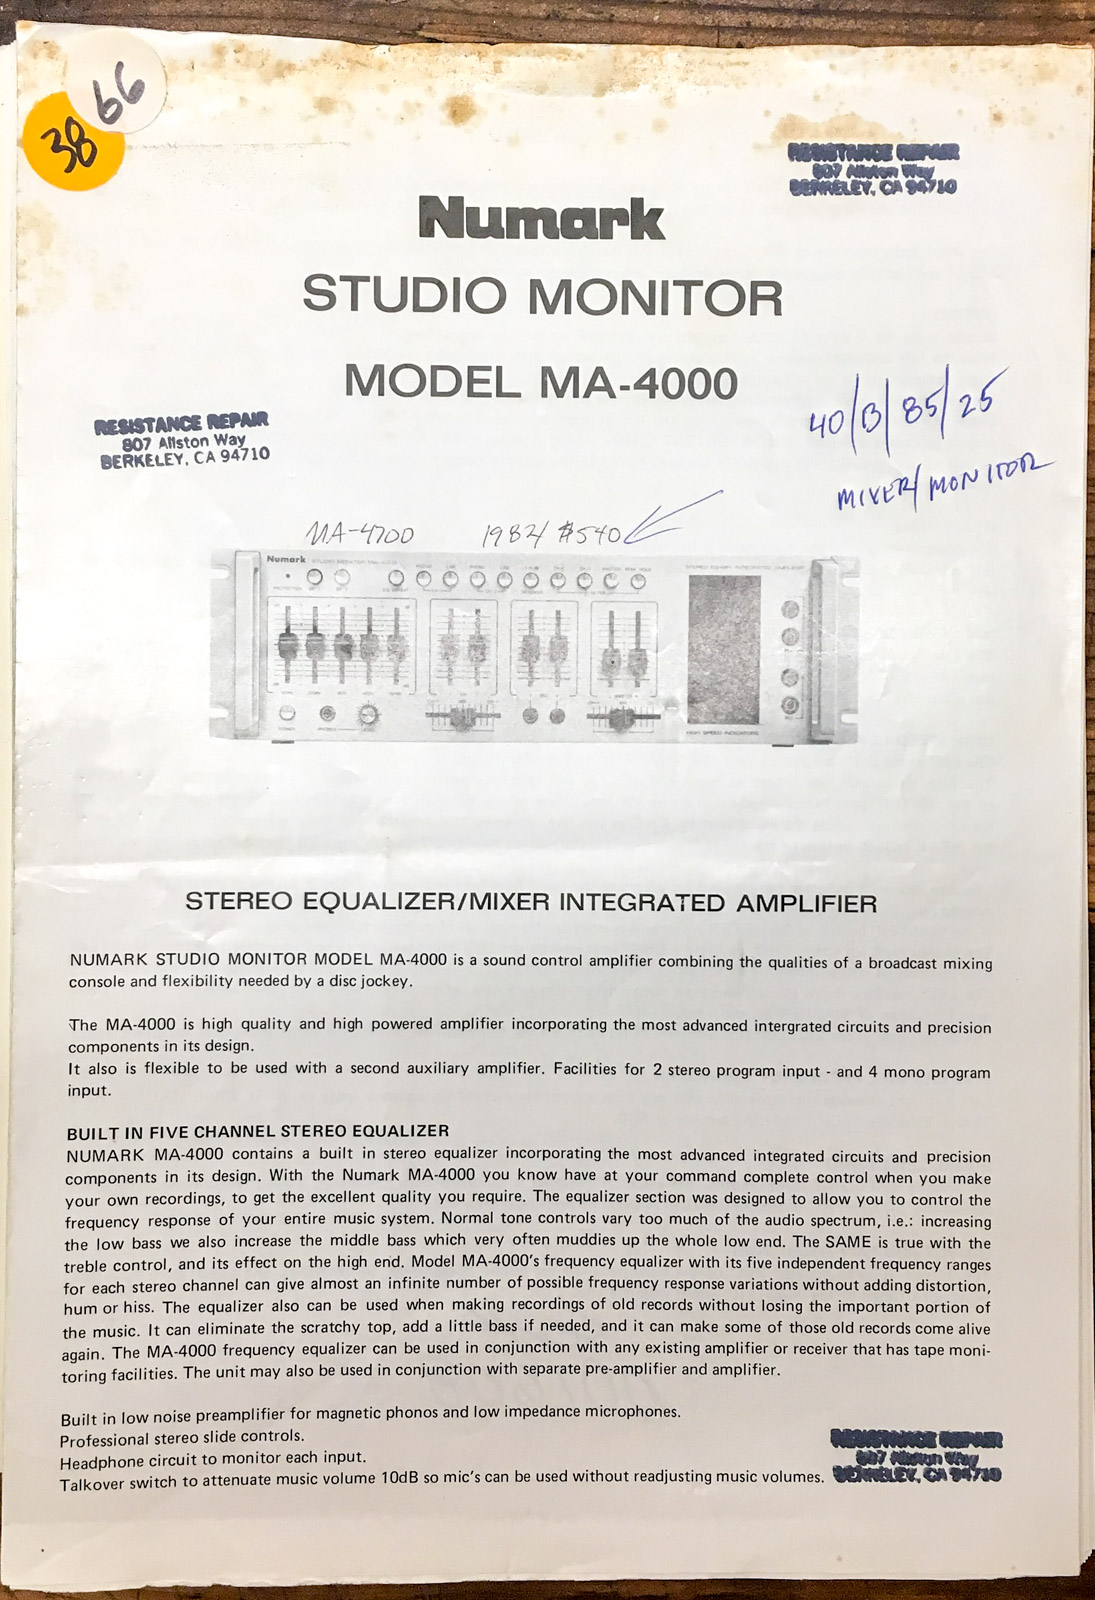 66
38
RESISTANCE REPAIR
807 Allston Way
BERKELEY, CA 94710
Numark
STUDIO MONITOR
MODEL MA-4000
RESISTANCE REPAIR
807 Allston Way
BERKELEY, CA 94710
40/B/85/25
MIXER/MONITOR
MA-4700 1982/ $540
Numark
STEREO EQUALIZER/MIXER INTEGRATED AMPLIFIER
NUMARK STUDIO MONITOR MODEL MA-4000 is a sound control amplifier combining the qualities of a broadcast mixing
console and flexibility needed by a disc jockey.
The MA-4000 is high quality and high powered amplifier incorporating the most advanced intergrated circuits and precision
components in its design.
It also is flexible to be used with a second auxiliary amplifier. Facilities for 2 stereo program input - and 4 mono program
input.
BUILT IN FIVE CHANNEL STEREO EQUALIZER
NUMARK MA-4000 contains a built in stereo equalizer incorporating the most advanced integrated circuits and precision
components in its design. With the Numark MA-4000 you know have at your command complete control when you make
your own recordings, to get the excellent quality you require. The equalizer section was designed to allow you to control the
frequency response of your entire music system. Normal tone controls vary too much of the audio spectrum, i.e.: increasing
the low bass we also increase the middle bass which very often muddies up the whole low end. The SAME is true with the
treble control, and its effect on the high end. Model MA-4000's frequency equalizer with its five independent frequency ranges
for each stereo channel can give almost an infinite number of possible frequency response variations without adding distortion,
hum or hiss. The equalizer also can be used when making recordings of old records without losing the important portion of
the music. It can eliminate the scratchy top, add a little bass if needed, and it can make some of those old records come alive
again. The MA-4000 frequency equalizer can be used in conjunction with any existing amplifier or receiver that has tape moni-
toring facilities. The unit may also be used in conjunction with separate pre-amplifier and amplifier.
Built in low noise preamplifier for magnetic phonos and low impedance microphones.
Professional stereo slide controls.
Headphone circuit to monitor each input.
Talkover switch to attenuate music volume 10dB so mic's can be used without readjusting music volumes.
RESISTANCE REPAIR
807 Allston Way
BERKELEY, CA 94710